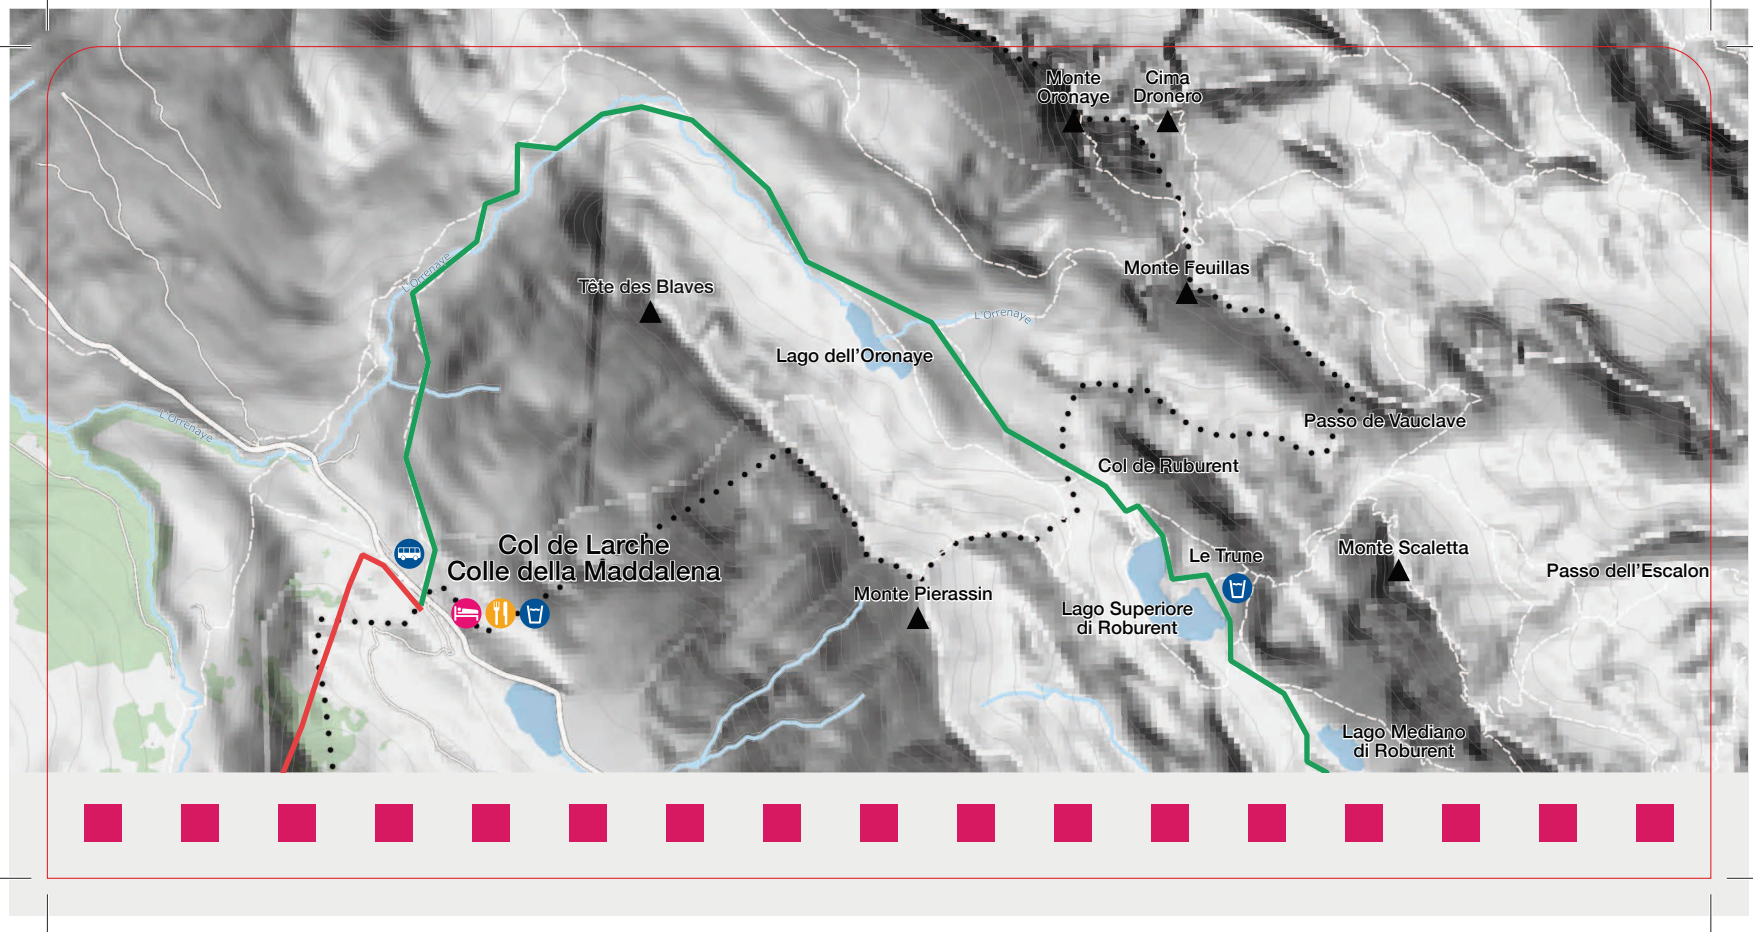 Monte
Oronaye
Cima
Dronero
L'Orrenaye
Monte Feuillas
Tête des Blaves
L'Orrenaye
Lago dell'Oronaye
L'Orrenaye
Passo de Vauclave
Col de Ruburent
Col de Larche
Colle della Maddalena
Le Trune
Monte Scaletta
Passo dell'Escalon
Monte Pierassin
Lago Superiore
di Roburent
Lago Mediano
di Roburent